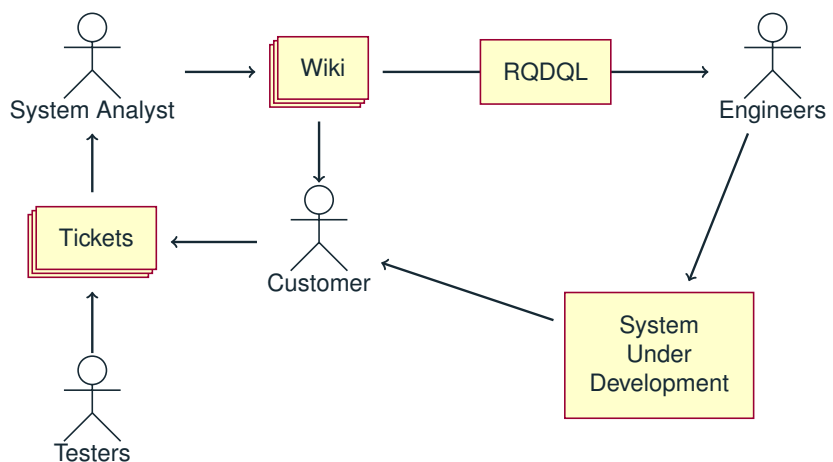 Wiki
RQDQL
System Analyst
Engineers
Tickets
Customer
System
Under
Development
Testers